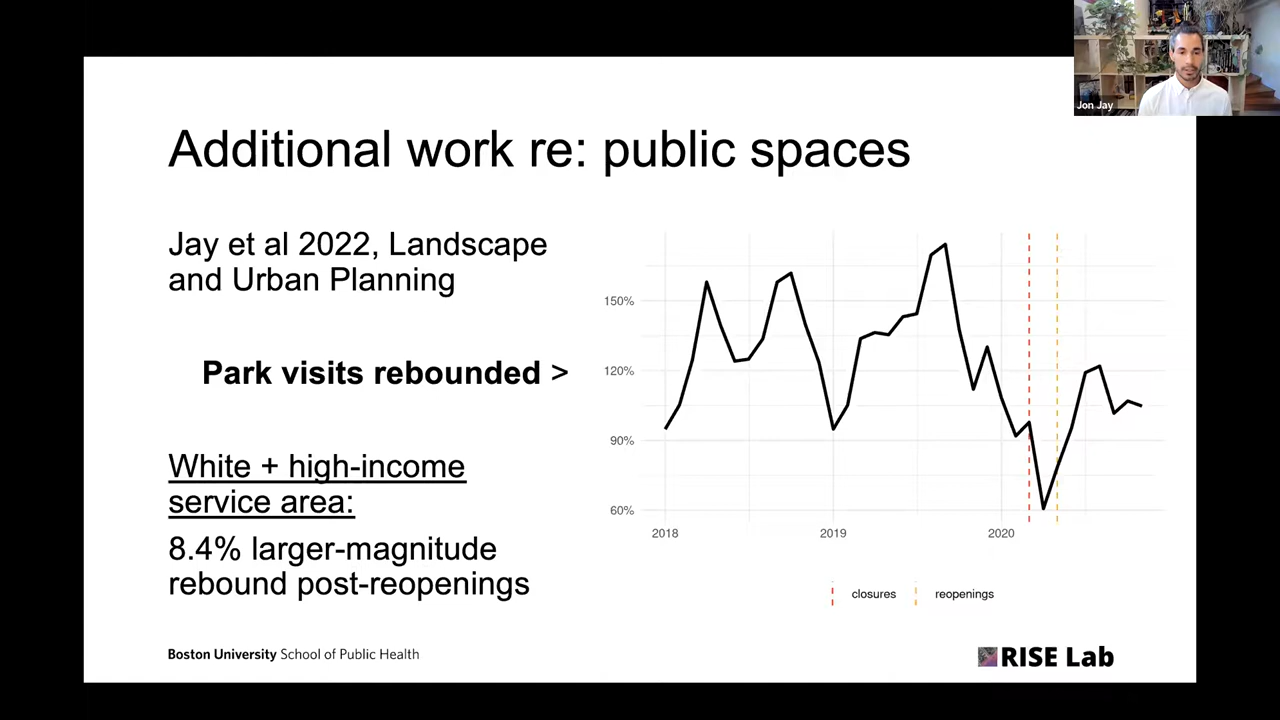 Jon Jay
Additional work re: public spaces
Jay et al 2022, Landscape
and Urban Planning
Park visits rebounded >
White + high-income
service area:
8.4% larger-magnitude
rebound post-reopenings
150%
120%
90%
60%
2018 2019 2020
closures reopenings
Boston University School of Public Health
RISE Lab